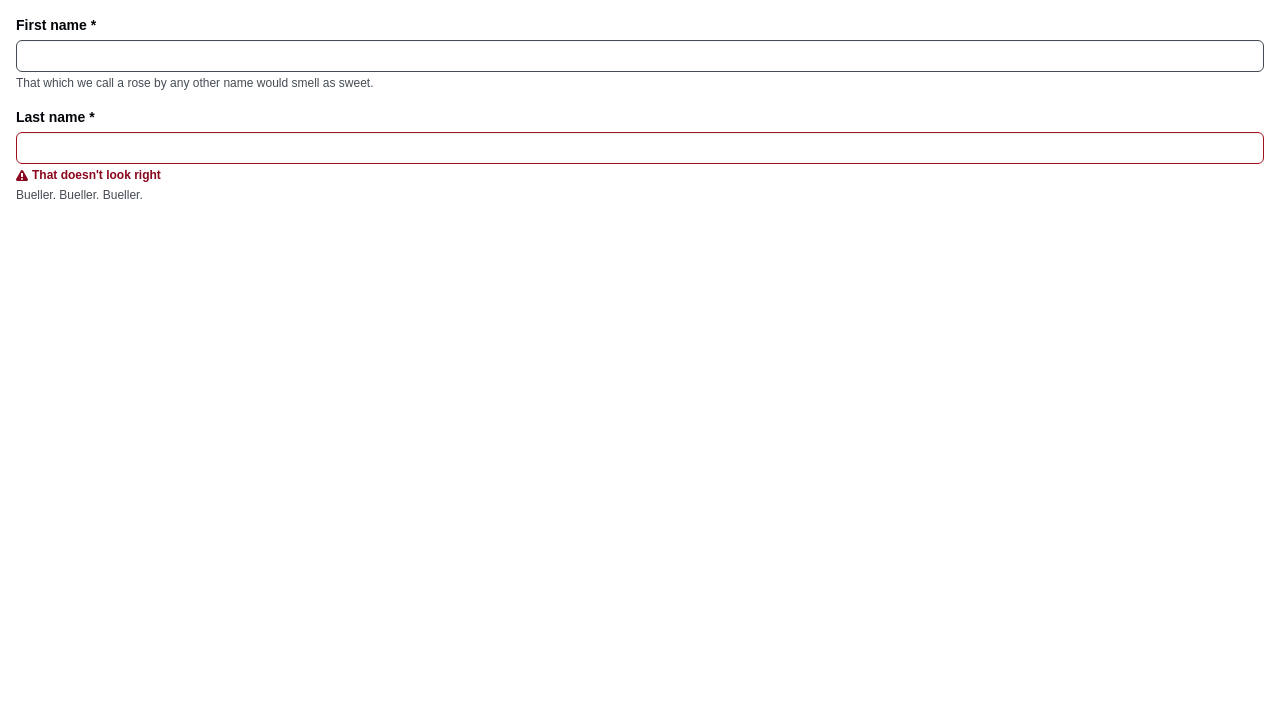 First name *
That which we call a rose by any other name would smell as sweet.
Last name *
That doesn't look right
Bueller. Bueller. Bueller.